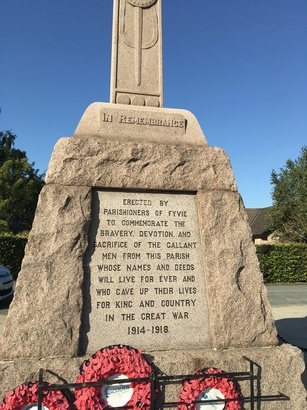 IN REMEMBRANCE
ERECTED BY
PARISHIONERS OF FYVIE
TO COMMEMORATE THE
BRAVERY, DEVOTION, AND
SACRIFICE OF THE GALLANT
MEN FROM THIS PARISH
WHOSE NAMES AND DEEDS
WILL LIVE FOR EVER AND
WHO GAVE UP THEIR LIVES
FOR KING AND COUNTRY
IN THE GREAT WAR
1914-1918.